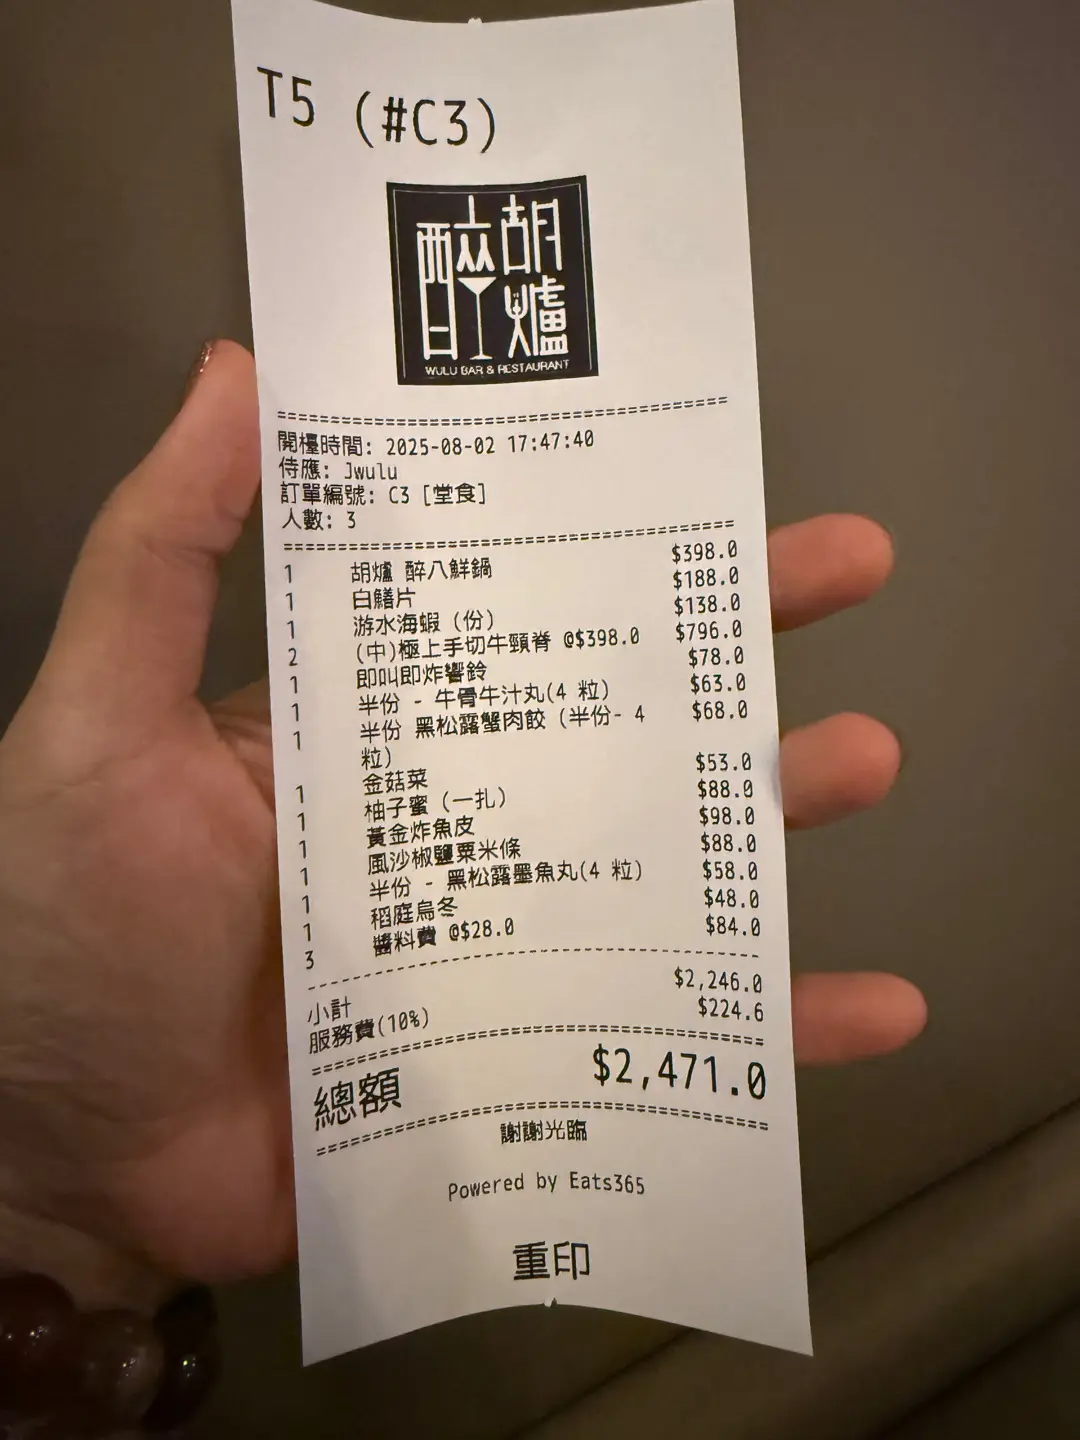 T5 (#C3)
醉胡爐
WULU BAR & RESTAURANT
開檯時間: 2025-08-02 17:47:40
侍應: Jwulu
訂單編號: C3 [堂食]
人數: 3
1 胡爐 醉八鮮鍋 $398.0
1 白鱔片 $188.0
1 游水海蝦 (份) $138.0
2 (中)極上手切牛頸脊 @$398.0 $796.0
1 即叫即炸響鈴 $78.0
1 半份 - 牛骨牛汁丸(4 粒) $63.0
1 半份 黑松露蟹肉餃 (半份- 4 $68.0
粒)
1 金菇菜 $53.0
1 柚子蜜 (一扎) $88.0
1 黃金炸魚皮 $98.0
1 風沙椒鹽粟米條 $88.0
1 半份 - 黑松露墨魚丸(4 粒) $58.0
1 稻庭烏冬 $48.0
3 醬料費 @$28.0 $84.0
小計 $2,246.0
服務費(10%) $224.6
總額 $2,471.0
謝謝光臨
Powered by Eats365
重印